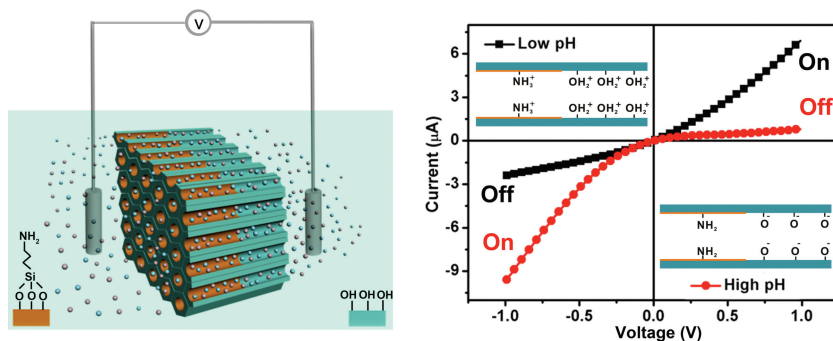 V
NH₂
Si
O O O
OH OH OH
Low pH
NH₃⁺ OH₂⁺ OH₂⁺ OH₂⁺
NH₃⁺ OH₂⁺ OH₂⁺ OH₂⁺
On
Off
Off
On
NH₂ O⁻ O⁻ O⁻
NH₂ O⁻ O⁻ O⁻
High pH
Current (μA)
6
3
0
-3
-6
-9
-1.0 -0.5 0.0 0.5 1.0
Voltage (V)